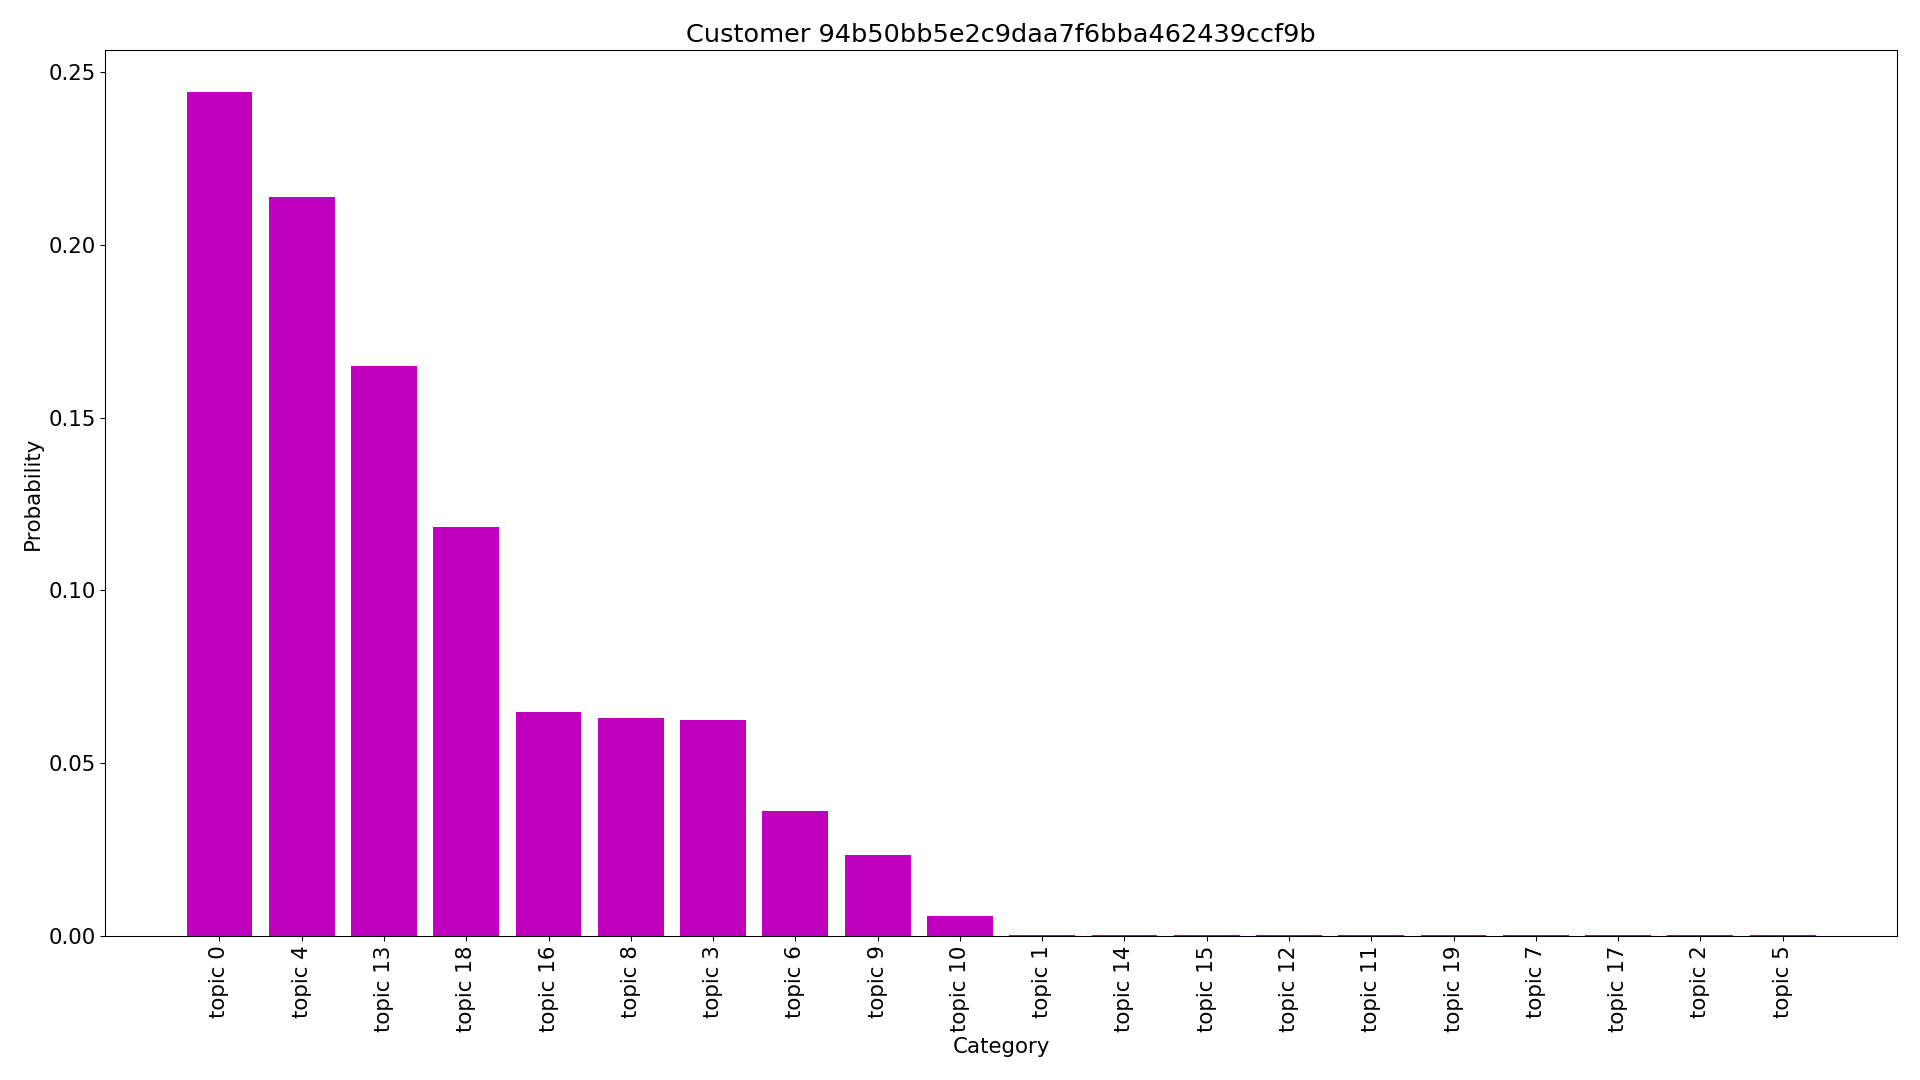 Customer 94b50bb5e2c9daa7f6bba462439ccf9b
0.25
0.20
0.15
0.10
0.05
0.00
Probability
topic 0
topic 4
topic 13
topic 18
topic 16
topic 8
topic 3
topic 6
topic 9
topic 10
topic 1
topic 14
topic 15
topic 12
topic 11
topic 19
topic 7
topic 17
topic 2
topic 5
Category